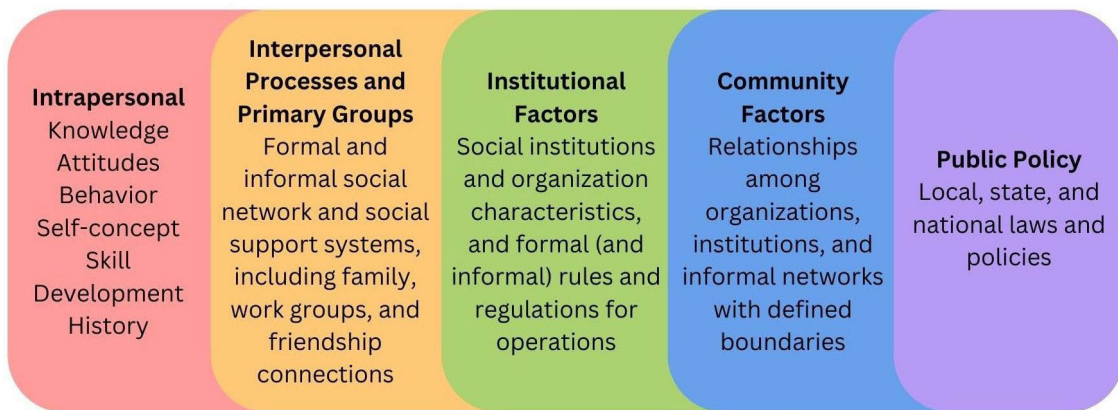 Intrapersonal
Knowledge
Attitudes
Behavior
Self-concept
Skill
Development
History
Interpersonal
Processes and
Primary Groups
Formal and
informal social
network and social
support systems,
including family,
work groups, and
friendship
connections
Institutional
Factors
Social institutions
and organization
characteristics,
and formal (and
informal) rules and
regulations for
operations
Community
Factors
Relationships
among
organizations,
institutions, and
informal networks
with defined
boundaries
Public Policy
Local, state, and
national laws and
policies